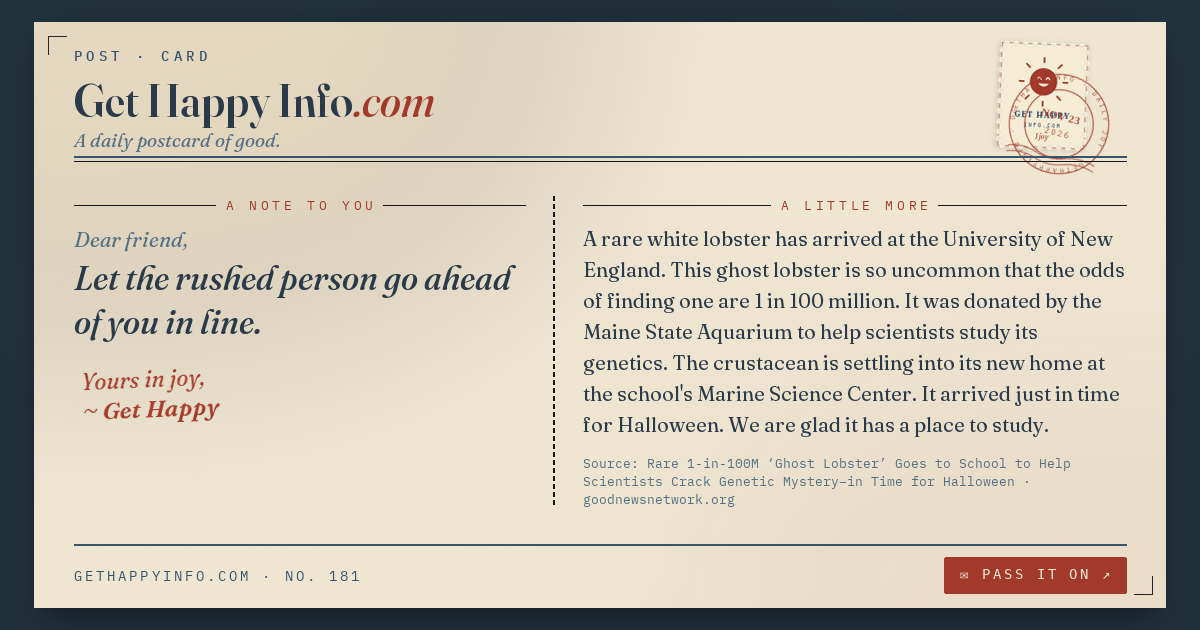 POST · CARD
Get Happy Info.com
A daily postcard of good.
GET HAPPY
INFO.COM
1joy
23
2026
A NOTE TO YOU
Dear friend,
Let the rushed person go ahead
of you in line.
Yours in joy,
~ Get Happy
A LITTLE MORE
A rare white lobster has arrived at the University of New
England. This ghost lobster is so uncommon that the odds
of finding one are 1 in 100 million. It was donated by the
Maine State Aquarium to help scientists study its
genetics. The crustacean is settling into its new home at
the school's Marine Science Center. It arrived just in time
for Halloween. We are glad it has a place to study.
Source: Rare 1-in-100M ‘Ghost Lobster’ Goes to School to Help
Scientists Crack Genetic Mystery–in Time for Halloween ·
goodnewsnetwork.org
GETHAPPYINFO.COM · NO. 181
✉ PASS IT ON ↗